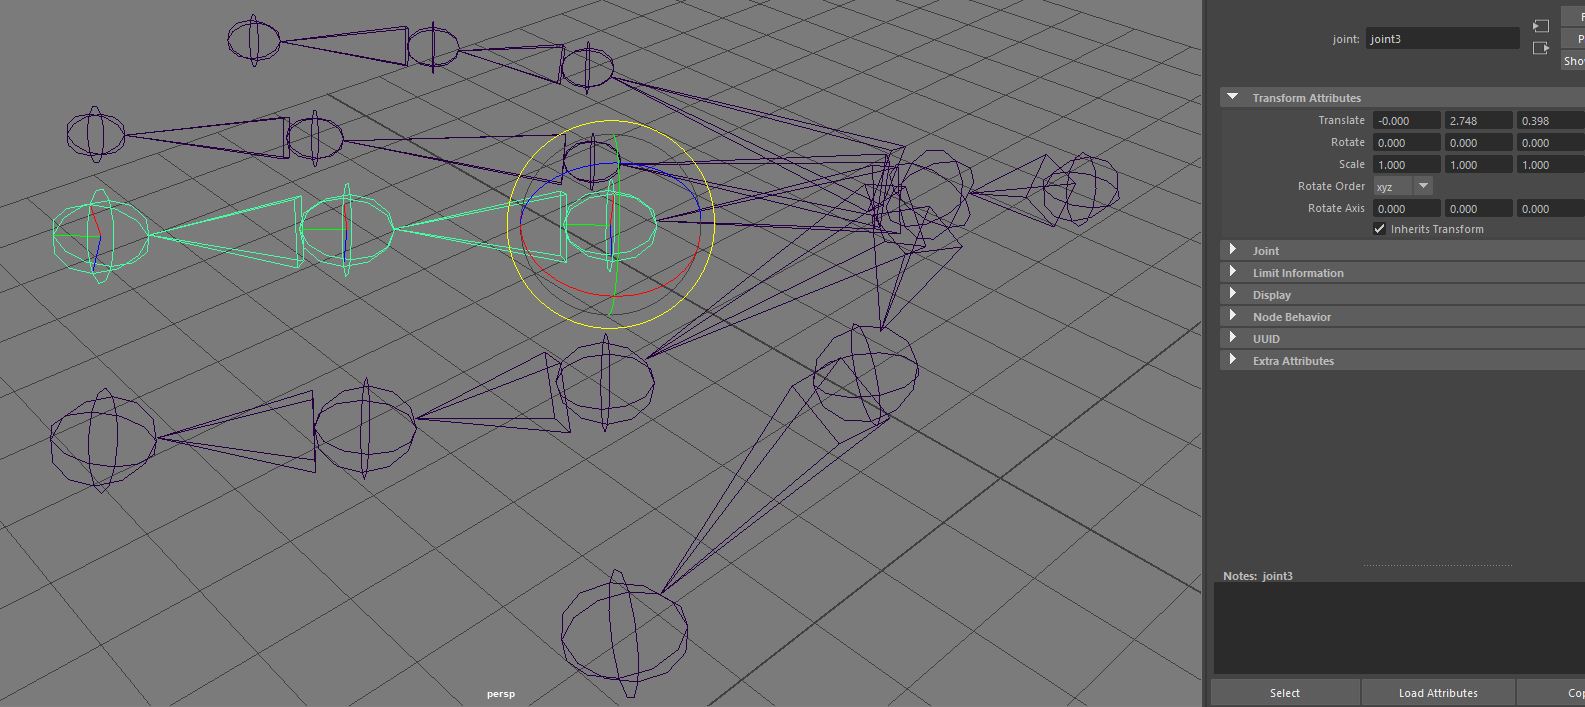 joint: joint3
Sho
Transform Attributes
Translate -0.000 2.748 0.398
Rotate 0.000 0.000 0.000
Scale 1.000 1.000 1.000
Rotate Order xyz
Rotate Axis 0.000 0.000 0.000
Inherits Transform
Joint
Limit Information
Display
Node Behavior
UUID
Extra Attributes
Notes: joint3
persp
Select Load Attributes Cop